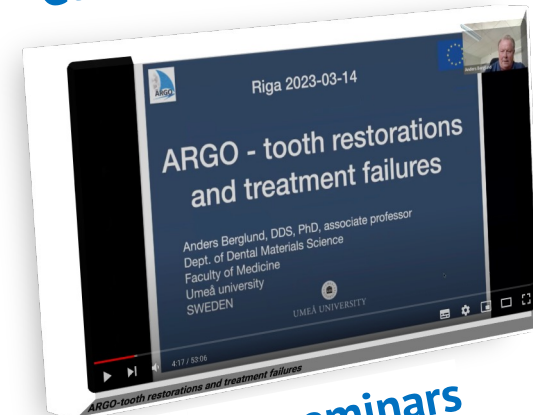 ARGO
Riga 2023-03-14
ARGO - tooth restorations
and treatment failures
Anders Berglund, DDS, PhD, associate professor
Dept. of Dental Materials Science
Faculty of Medicine
Umeå university
SWEDEN
UMEÅ UNIVERSITY
4:17 / 53:06
ARGO-tooth restorations and treatment failures